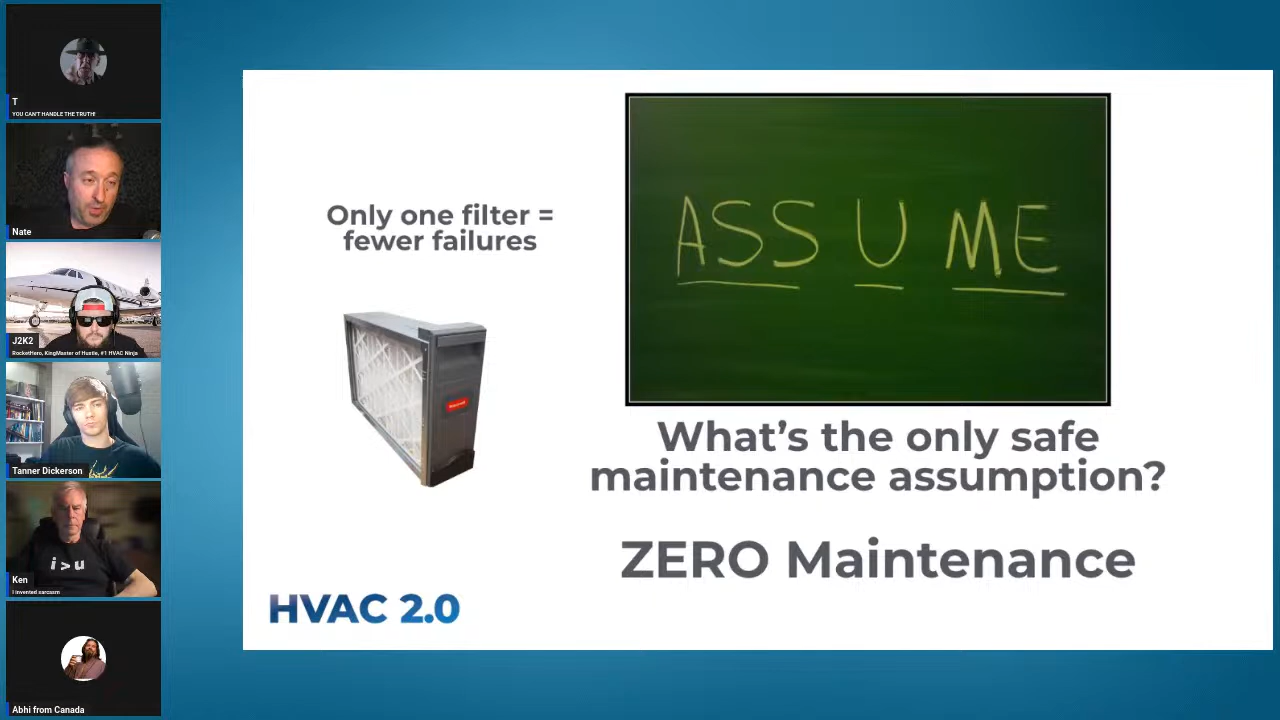 T
YOU CAN'T HANDLE THE TRUTH!
Nate
J2K2
RocketHero, KingMaster of Hustle, #1 HVAC Ninja
Tanner Dickerson
i>u
Ken
I invented sarcasm
Abhi from Canada
Only one filter =
fewer failures
Honeywell
ASS U ME
What's the only safe
maintenance assumption?
ZERO Maintenance
HVAC 2.0